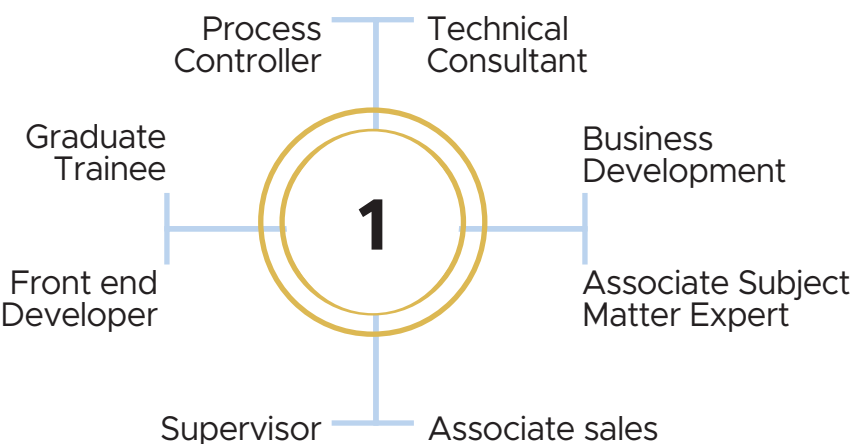 Process
Controller
Technical
Consultant
Graduate
Trainee
Business
Development
1
Front end
Developer
Associate Subject
Matter Expert
Supervisor
Associate sales